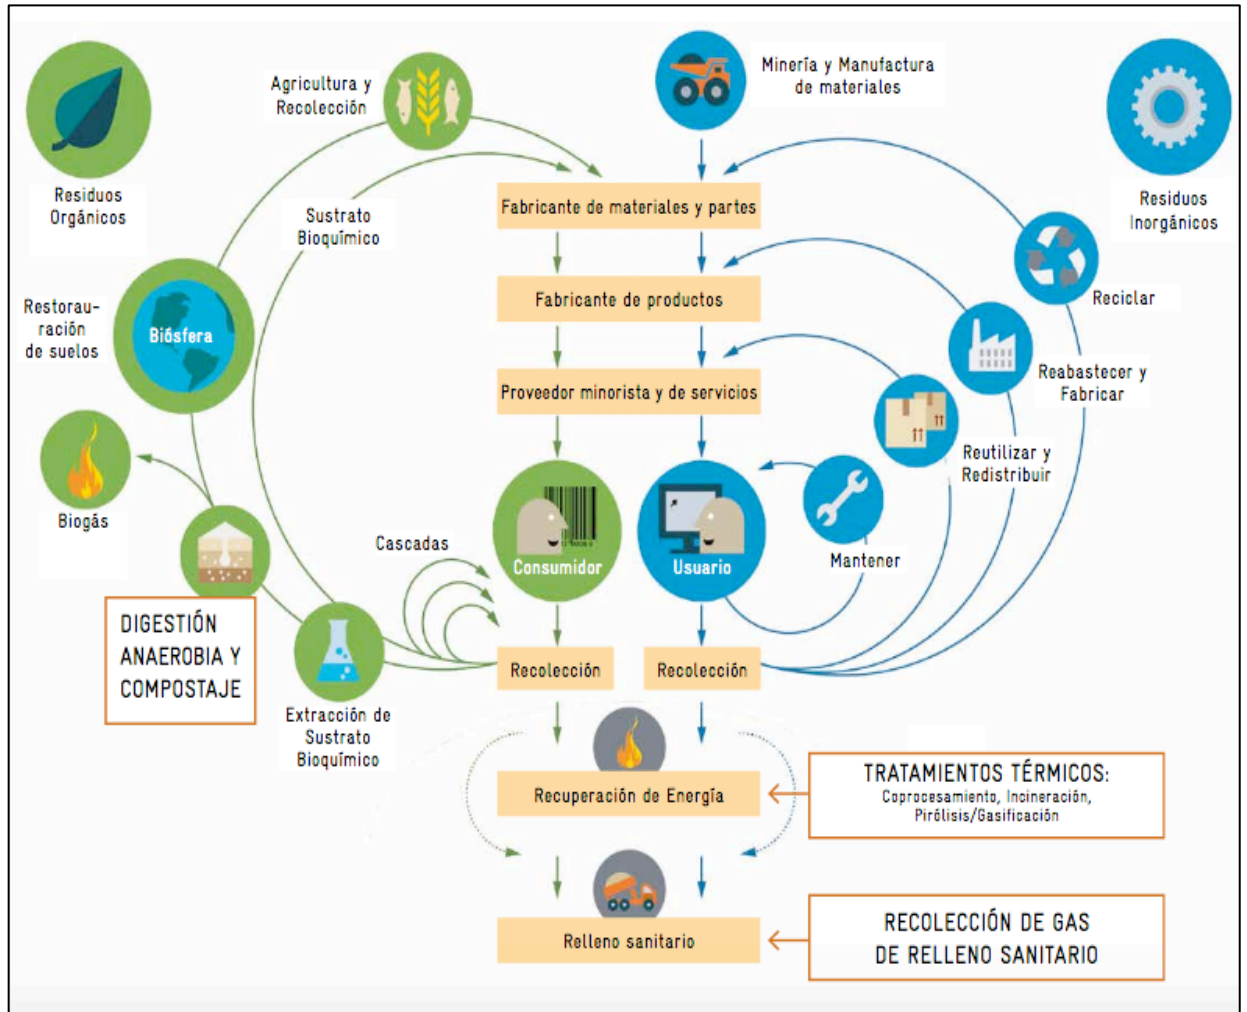 Agricultura y
Recolección
Minería y Manufactura
de materiales
Residuos
Orgánicos
Residuos
Inorgánicos
Sustrato
Bioquímico
Fabricante de materiales y partes
Reciclar
Fabricante de productos
Restorau-
ración
de suelos
Biósfera
Reabastecer y
Fabricar
Proveedor minorista y de servicios
Reutilizar y
Redistribuir
Biogás
Cascadas
Consumidor
Usuario
Mantener
DIGESTIÓN
ANAEROBIA Y
COMPOSTAJE
Recolección
Recolección
Extracción de
Sustrato
Bioquímico
Recuperación de Energía
TRATAMIENTOS TÉRMICOS:
Coprocesamiento, Incineración,
Pirólisis/Gasificación
Relleno sanitario
RECOLECCIÓN DE GAS
DE RELLENO SANITARIO